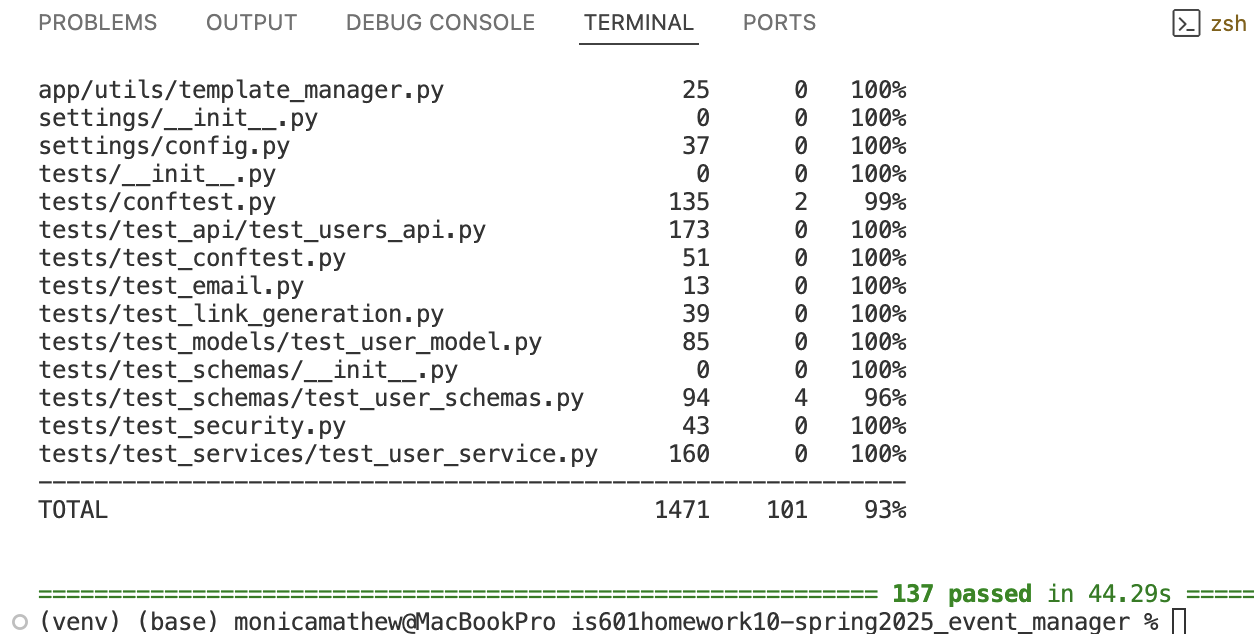 PROBLEMS OUTPUT DEBUG CONSOLE TERMINAL PORTS zsh
app/utils/template_manager.py 25 0 100%
settings/__init__.py 0 0 100%
settings/config.py 37 0 100%
tests/__init__.py 0 0 100%
tests/conftest.py 135 2 99%
tests/test_api/test_users_api.py 173 0 100%
tests/test_conftest.py 51 0 100%
tests/test_email.py 13 0 100%
tests/test_link_generation.py 39 0 100%
tests/test_models/test_user_model.py 85 0 100%
tests/test_schemas/__init__.py 0 0 100%
tests/test_schemas/test_user_schemas.py 94 4 96%
tests/test_security.py 43 0 100%
tests/test_services/test_user_service.py 160 0 100%
--------------------------------------------------------------
TOTAL 1471 101 93%
============================================================ 137 passed in 44.29s =====
(venv) (base) monicamathew@MacBookPro is601homework10-spring2025_event_manager %